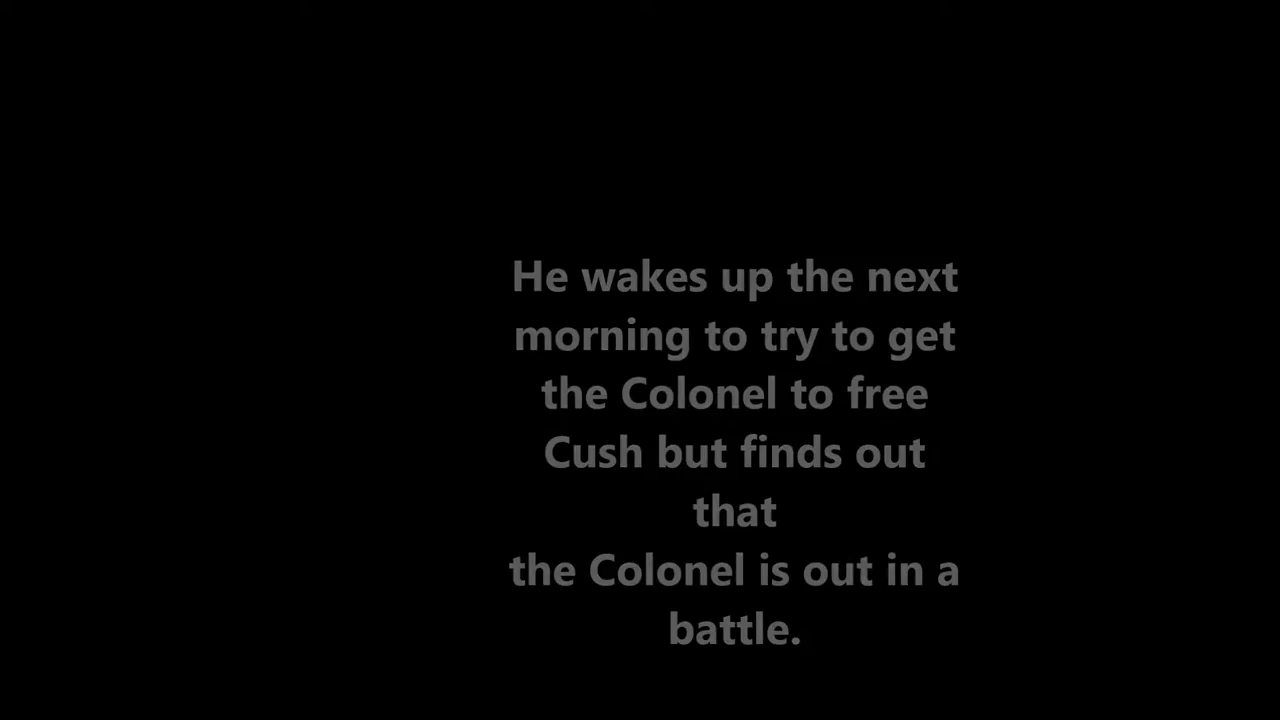 He wakes up the next
morning to try to get
the Colonel to free
Cush but finds out
that
the Colonel is out in a
battle.